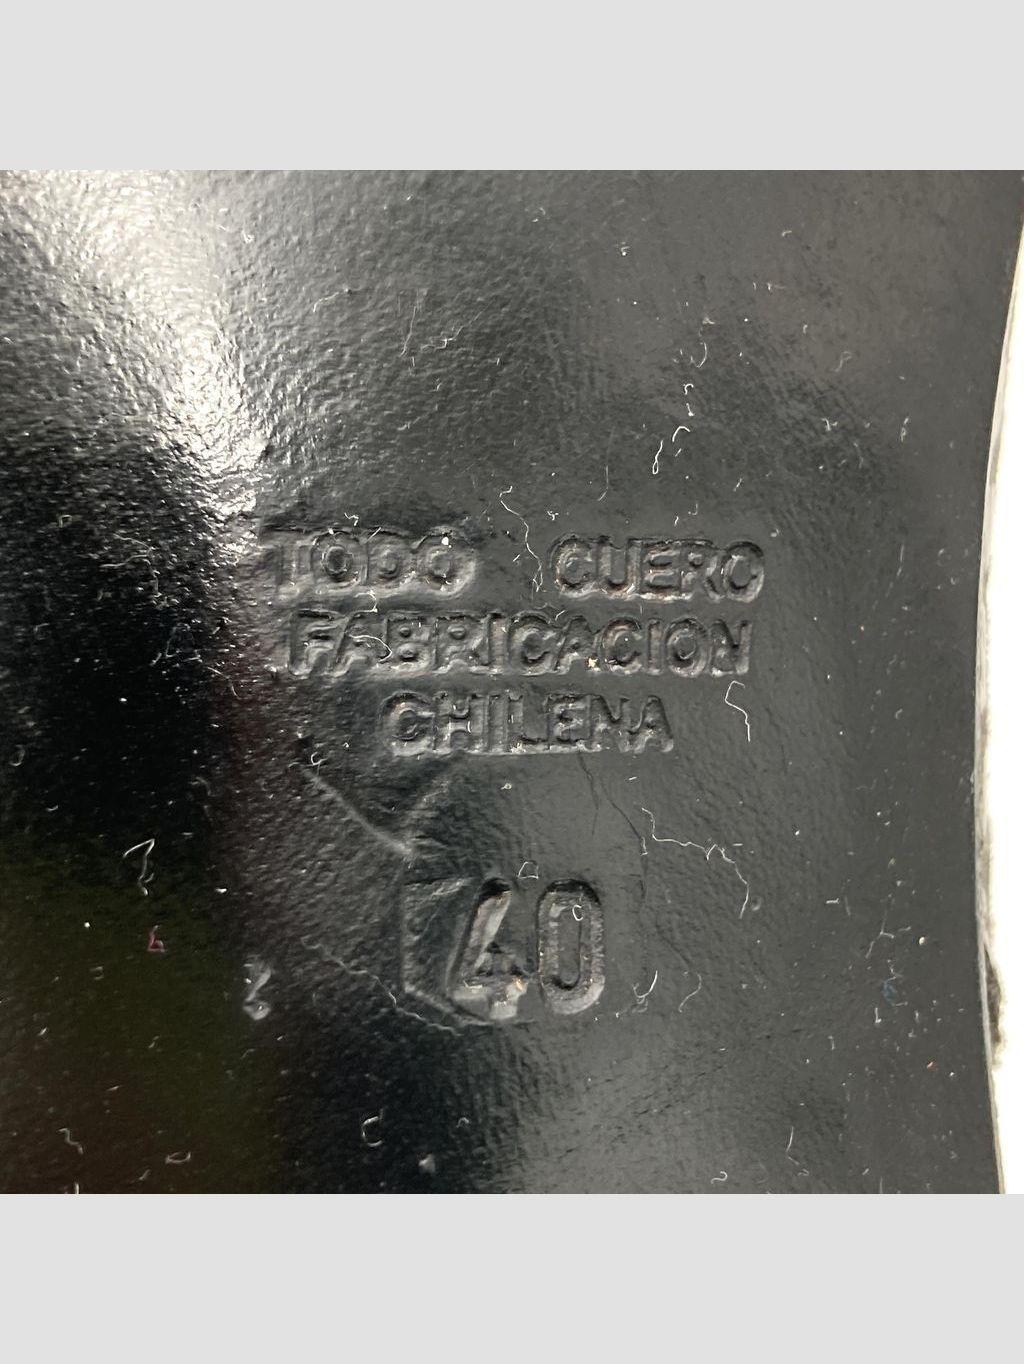 TODO CUERO
FABRICACION
CHILENA
40